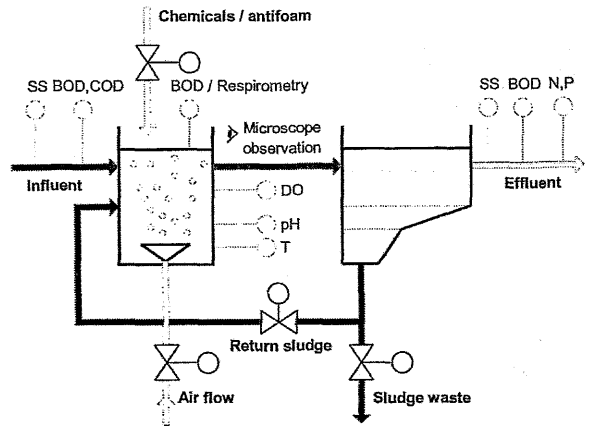 Chemicals / antifoam
SS BOD,COD
BOD / Respirometry
SS BOD N,P
Microscope
observation
Influent
Effluent
DO
pH
T
Return sludge
Air flow
Sludge waste